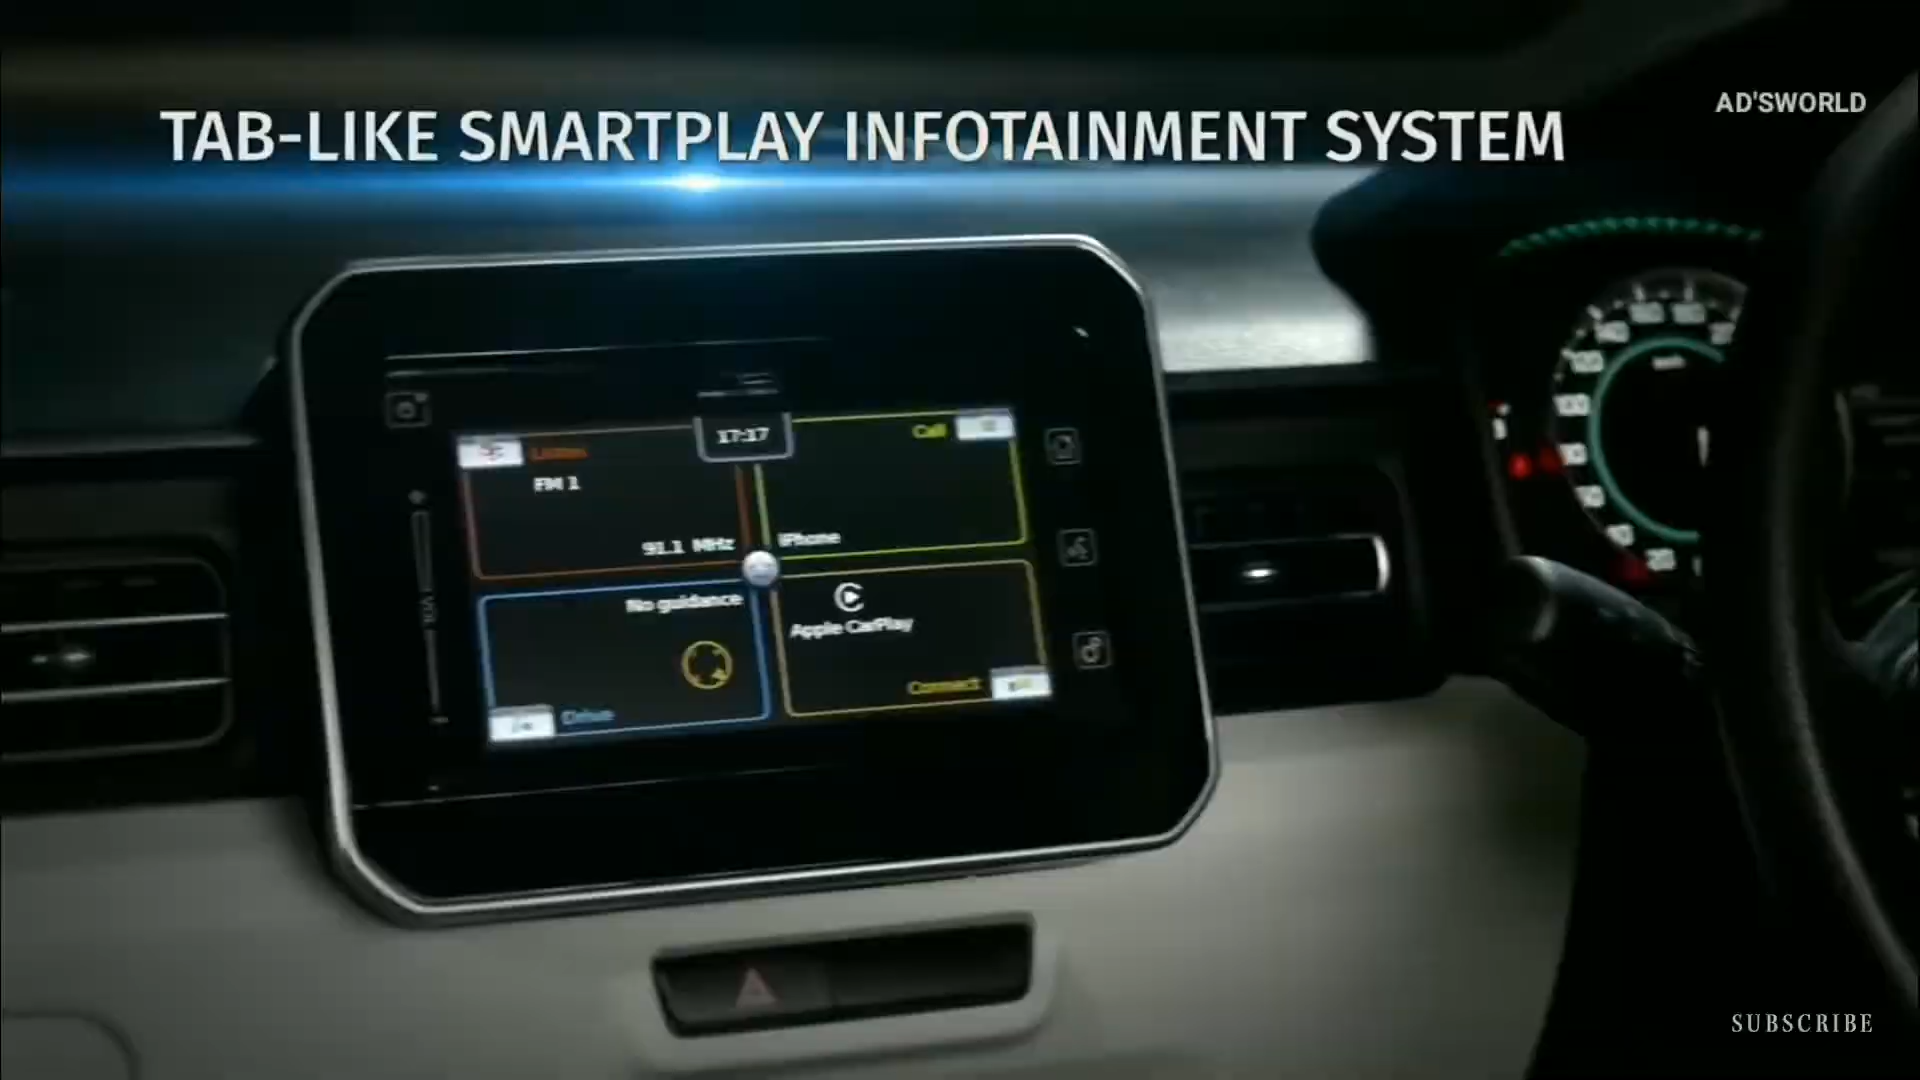 TAB-LIKE SMARTPLAY INFOTAINMENT SYSTEM
AD'SWORLD
17:17
Call
Listen
FM 1
91.1 MHz
iPhone
No guidance
Apple CarPlay
Connect
Drive
VOL
SUBSCRIBE